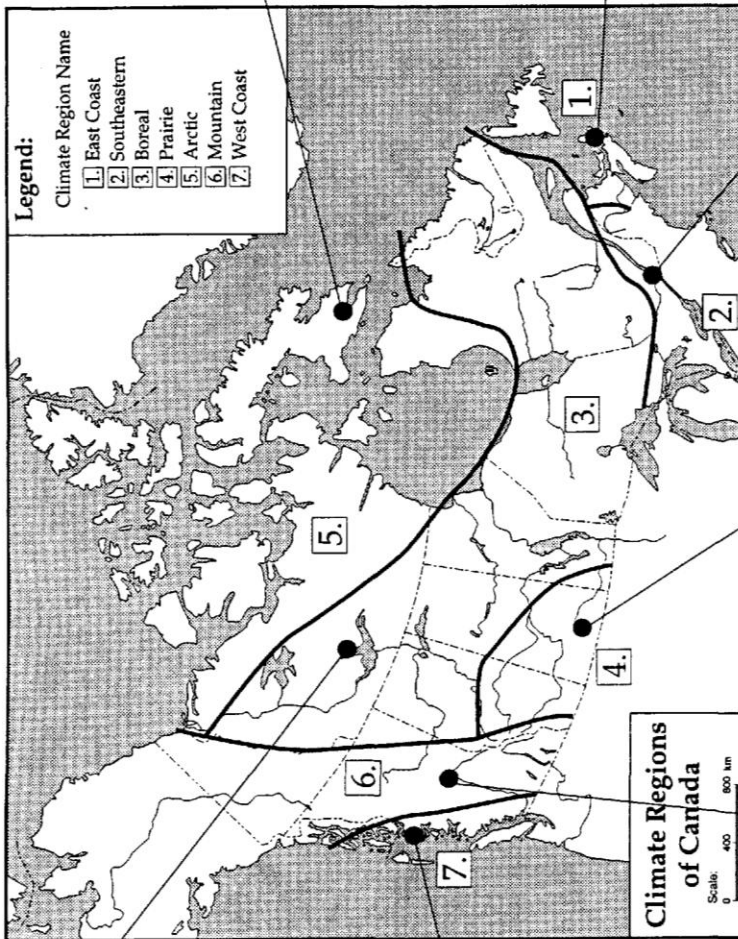 Legend:
Climate Region Name
1. East Coast
2. Southeastern
3. Boreal
4. Prairie
5. Arctic
6. Mountain
7. West Coast
5.
1.
6.
3.
7.
4.
2.
Climate Regions
of Canada
Scale:
0 400 800 km